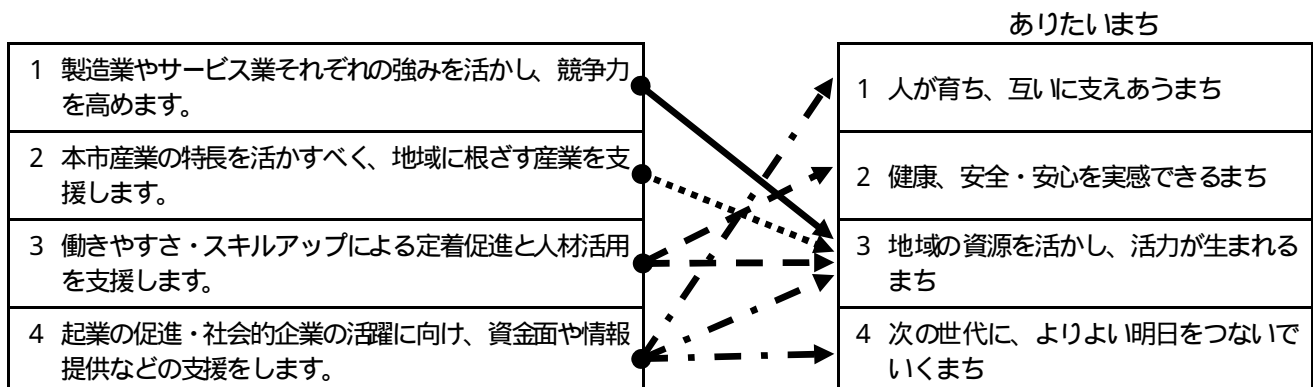 ありたいまち
1 製造業やサービス業それぞれの強みを活かし、競争力
を高めます。
2 本市産業の特長を活かすべく、地域に根ざす産業を支
援します。
3 働きやすさ・スキルアップによる定着促進と人材活用
を支援します。
4 起業の促進・社会的企業の活躍に向け、資金面や情報
提供などの支援をします。
1 人が育ち、互いに支えあうまち
2 健康、安全・安心を実感できるまち
3 地域の資源を活かし、活力が生まれる
まち
4 次の世代に、よりよい明日をつないで
いくまち